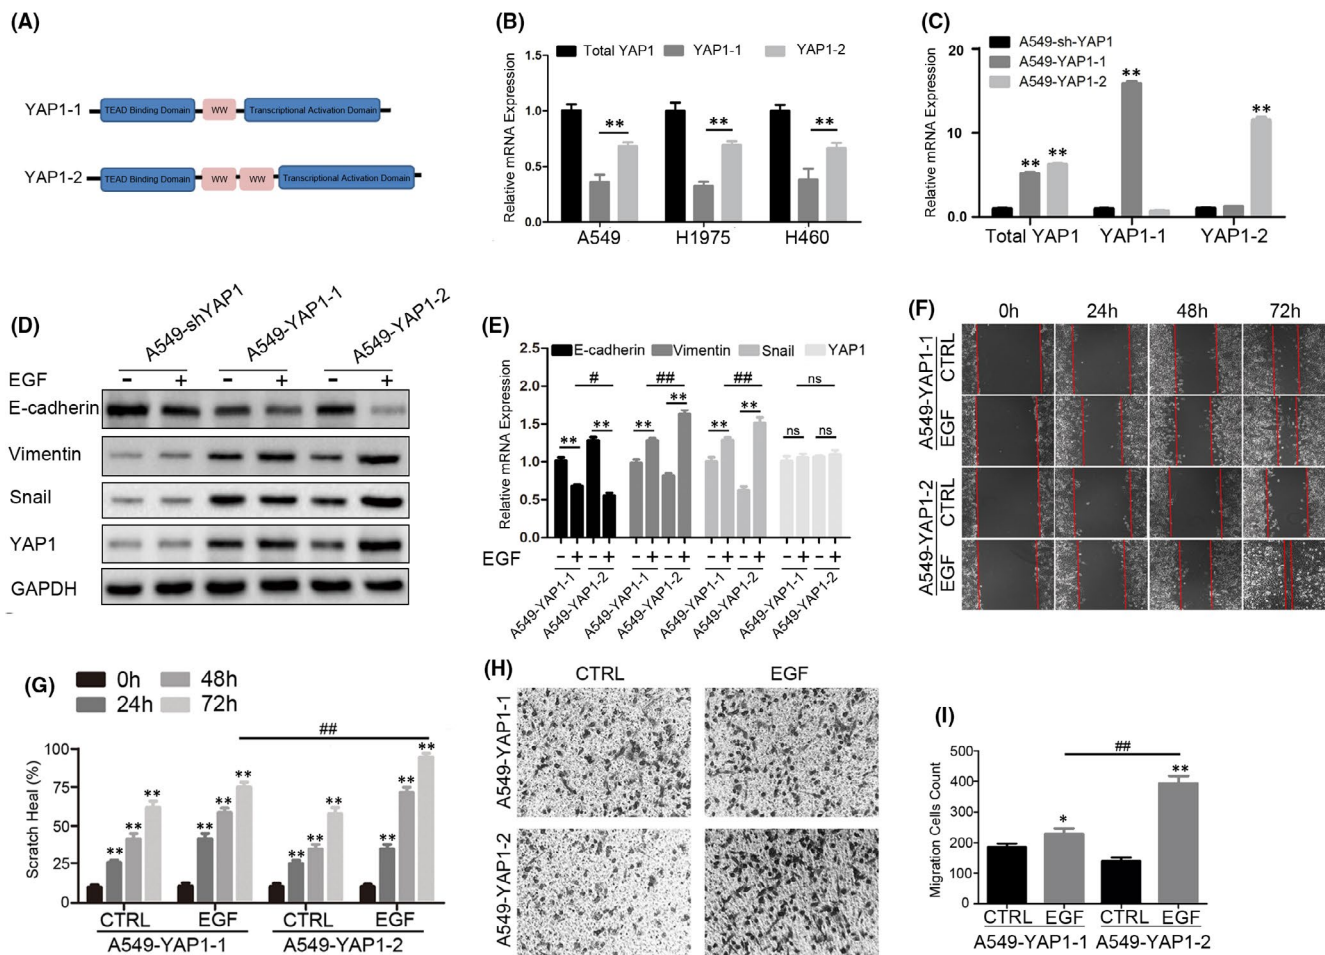 (A)
YAP1-1
TEAD Binding Domain
WW
Transcriptional Activation Domain
YAP1-2
TEAD Binding Domain
WW
WW
Transcriptional Activation Domain
(B)
Total YAP1 YAP1-1 YAP1-2
Relative mRNA Expression
1.5
1.0
0.5
0.0
** ** **
A549 H1975 H460
(C)
A549-sh-YAP1
A549-YAP1-1
A549-YAP1-2
Relative mRNA Expression
20
10
0.0
** ** ** **
Total YAP1 YAP1-1 YAP1-2
(D)
A549-shYAP1 A549-YAP1-1 A549-YAP1-2
EGF - + - + - +
E-cadherin
Vimentin
Snail
YAP1
GAPDH
(E)
E-cadherin Vimentin Snail YAP1
Relative mRNA Expression
2.5
2.0
1.5
1.0
0.5
0.0
# ## ## ns
** ** ** ** ** ** ns ns
EGF - + - + - + - + - + - + - + - +
A549-YAP1-1 A549-YAP1-2 A549-YAP1-1 A549-YAP1-2 A549-YAP1-1 A549-YAP1-2 A549-YAP1-1 A549-YAP1-2
(F)
0h 24h 48h 72h
A549-YAP1-1
CTRL
EGF
A549-YAP1-2
CTRL
EGF
(G)
0h 48h
24h 72h
Scratch Heal (%)
100
75
50
25
0
##
** ** ** ** ** ** ** ** ** ** ** **
CTRL EGF CTRL EGF
A549-YAP1-1 A549-YAP1-2
(H)
CTRL EGF
A549-YAP1-1
A549-YAP1-2
(I)
Migration Cells Count
500
400
300
200
100
0
##
* **
CTRL EGF CTRL EGF
A549-YAP1-1 A549-YAP1-2